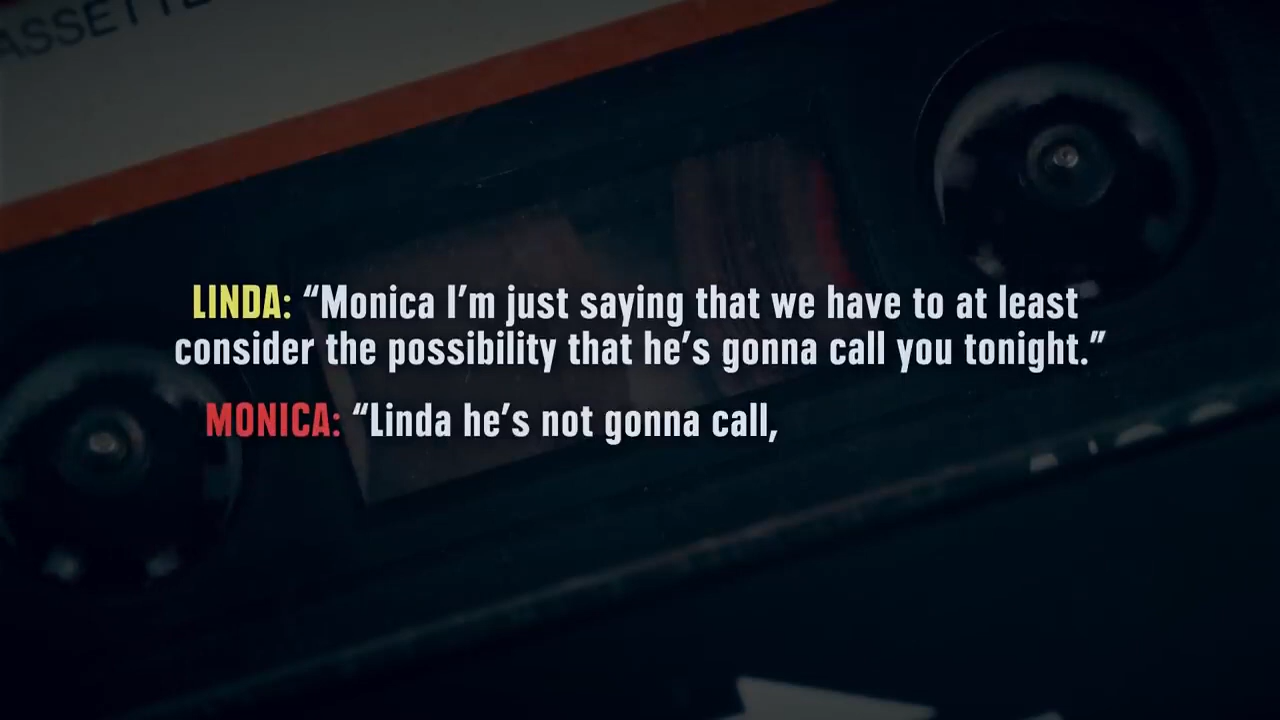 ASSETTE
LINDA: “Monica I’m just saying that we have to at least
consider the possibility that he’s gonna call you tonight.”
MONICA: “Linda he’s not gonna call,